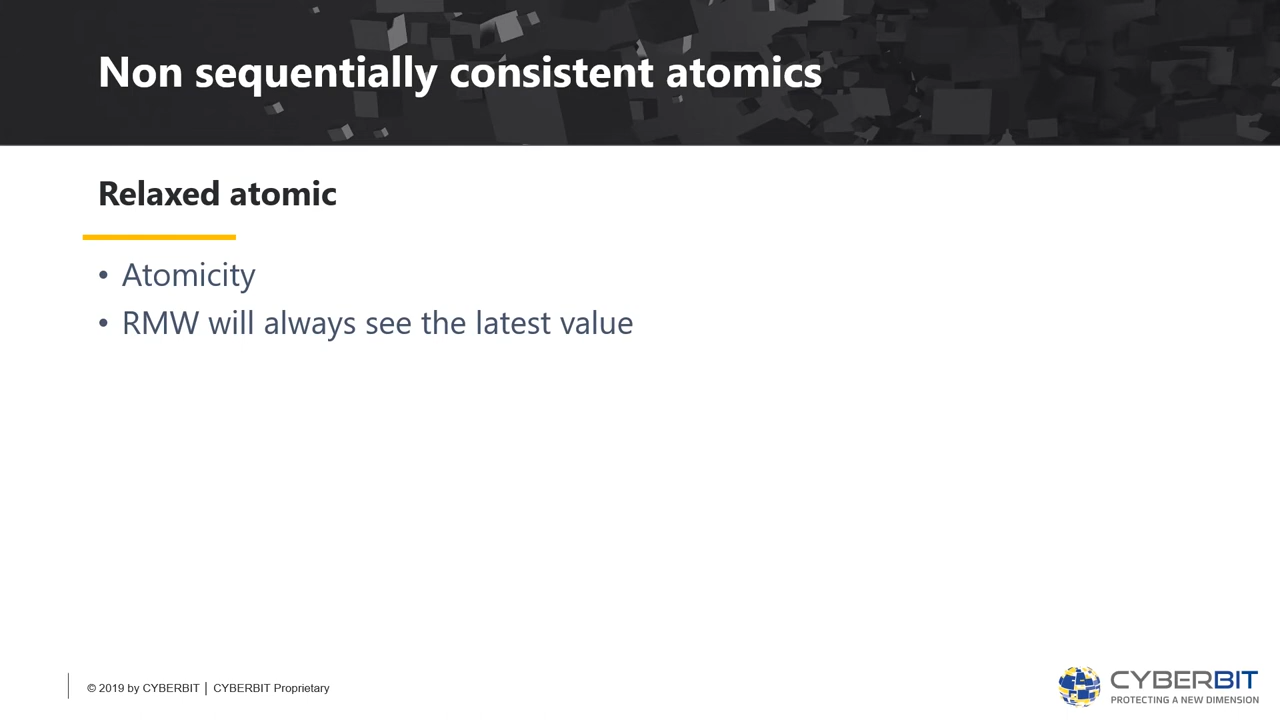 Non sequentially consistent atomics
Relaxed atomic
• Atomicity
• RMW will always see the latest value
© 2019 by CYBERBIT | CYBERBIT Proprietary
CYBERBIT
PROTECTING A NEW DIMENSION